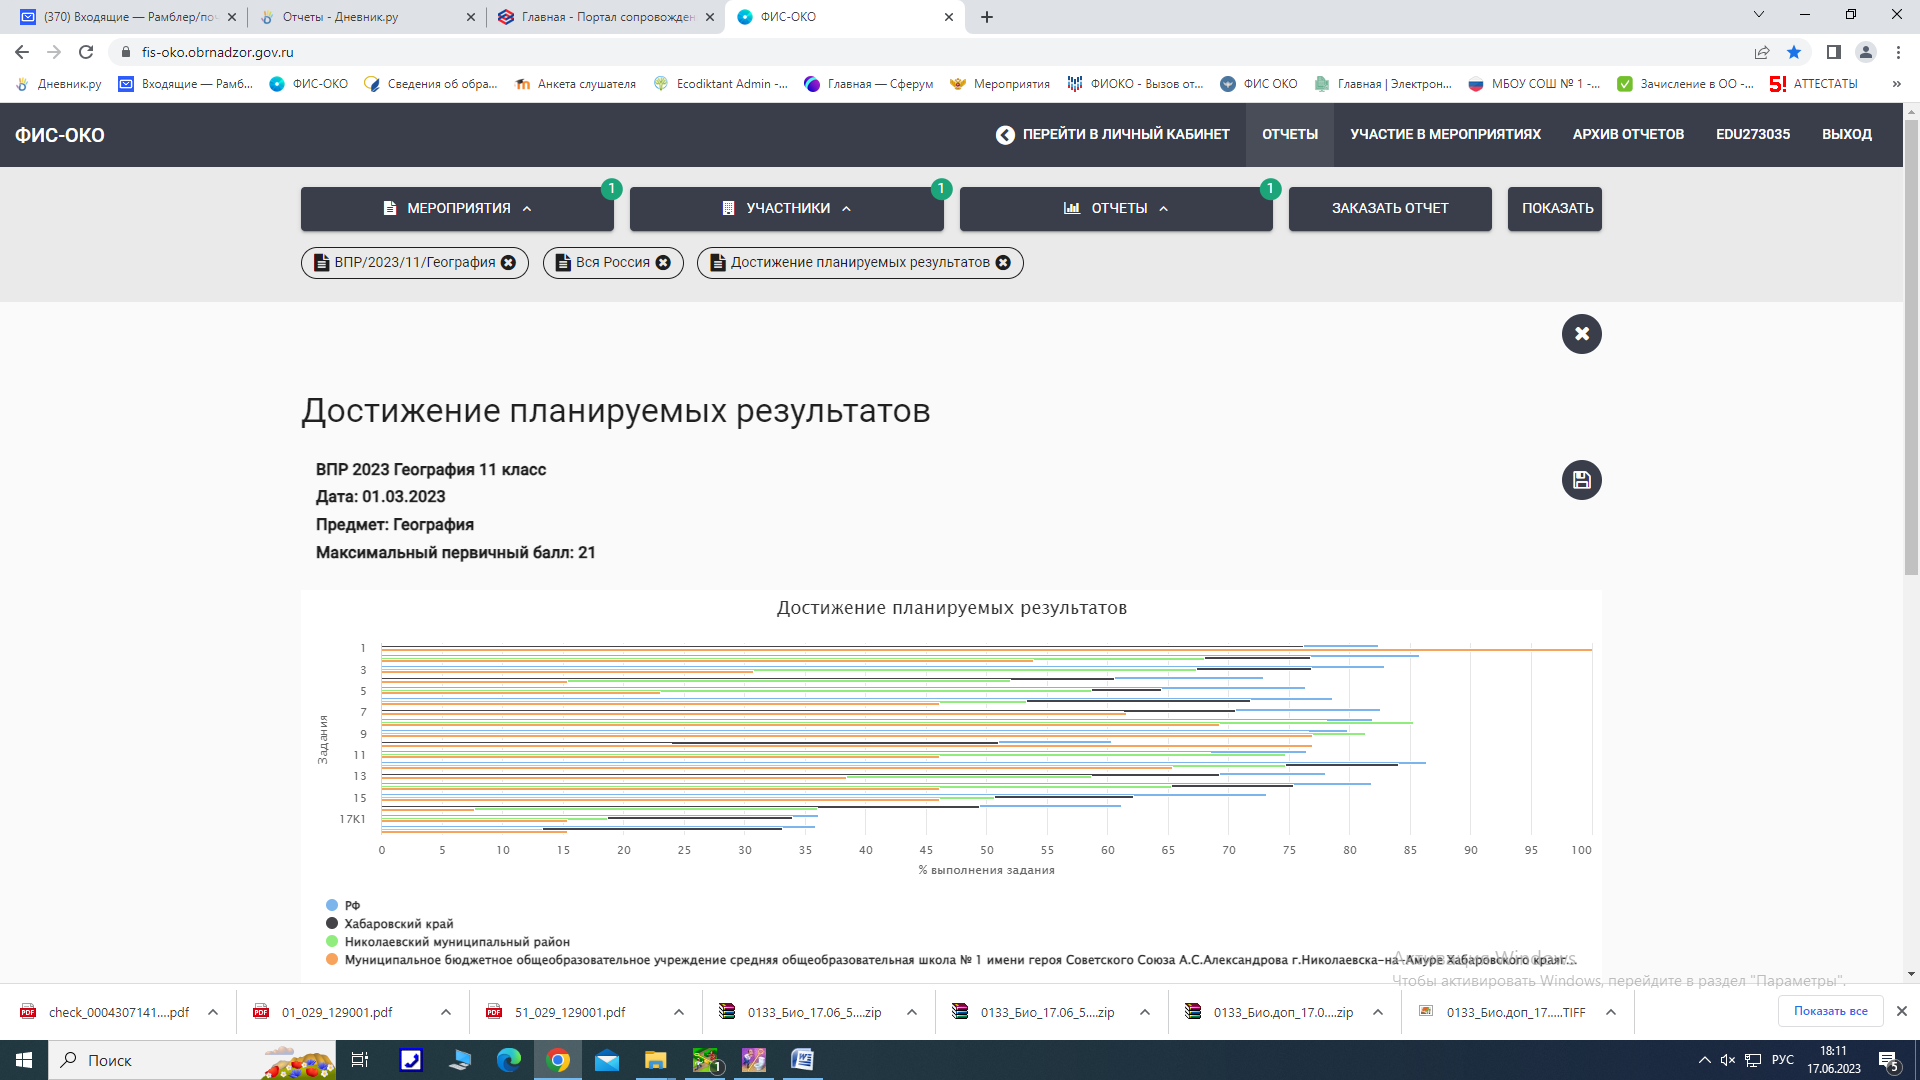 (370) Входящие — Рамблер/поч
Отчеты - Дневник.ру
Главная - Портал сопровожден
ФИС-ОКО
fis-oko.obrnadzor.gov.ru
Дневник.ру
Входящие — Рамб...
ФИС-ОКО
Сведения об обра...
Анкета слушателя
Ecodiktant Admin -...
Главная — Сферум
Мероприятия
ФИОКО - Вызов от...
ФИС ОКО
Главная | Электрон...
МБОУ СОШ № 1 -...
Зачисление в ОО -...
5! АТТЕСТАТЫ
»
ФИС-ОКО
ПЕРЕЙТИ В ЛИЧНЫЙ КАБИНЕТ
ОТЧЕТЫ
УЧАСТИЕ В МЕРОПРИЯТИЯХ
АРХИВ ОТЧЕТОВ
EDU273035
ВЫХОД
МЕРОПРИЯТИЯ
1
УЧАСТНИКИ
1
ОТЧЕТЫ
1
ЗАКАЗАТЬ ОТЧЕТ
ПОКАЗАТЬ
ВПР/2023/11/География
Вся Россия
Достижение планируемых результатов
Достижение планируемых результатов
ВПР 2023 География 11 класс
Дата: 01.03.2023
Предмет: География
Максимальный первичный балл: 21
Достижение планируемых результатов
Задания
1
3
5
7
9
11
13
15
17K1
0 5 10 15 20 25 30 35 40 45 50 55 60 65 70 75 80 85 90 95 100
% выполнения задания
РФ
Хабаровский край
Николаевский муниципальный район
Муниципальное бюджетное общеобразовательное учреждение средняя общеобразовательная школа № 1 имени героя Советского Союза А.С.Александрова г.Николаевска-на-Амуре Хабаровского краяг...
Активация Windows
Чтобы активировать Windows, перейдите в раздел "Параметры".
check_0004307141....pdf
01_029_129001.pdf
51_029_129001.pdf
0133_Био_17.06_5....zip
0133_Био_17.06_5....zip
0133_Био.доп_17.0....zip
0133_Био.доп_17.....TIFF
Показать все
Поиск
1
РУС
18:11
17.06.2023
5